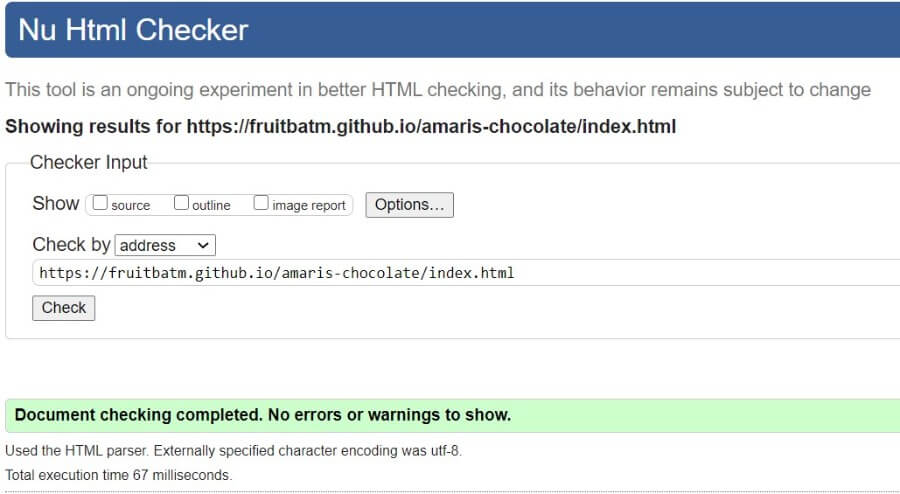 Nu Html Checker
This tool is an ongoing experiment in better HTML checking, and its behavior remains subject to change
Showing results for https://fruitbatm.github.io/amaris-chocolate/index.html
Checker Input
Show source outline image report Options...
Check by address
https://fruitbatm.github.io/amaris-chocolate/index.html
Check
Document checking completed. No errors or warnings to show.
Used the HTML parser. Externally specified character encoding was utf-8.
Total execution time 67 milliseconds.